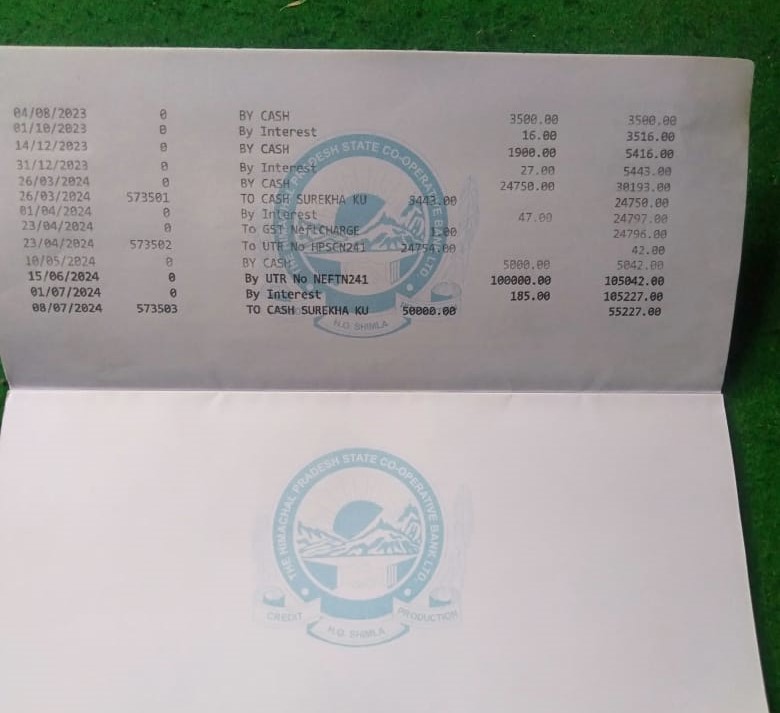 04/08/2023 0 BY CASH 3500.00 3500.00
01/10/2023 0 By Interest 16.00 3516.00
14/12/2023 0 BY CASH 1900.00 5416.00
31/12/2023 0 By Interest 27.00 5443.00
26/03/2024 0 BY CASH 24750.00 30193.00
26/03/2024 573501 TO CASH SUREKHA KU 5443.00 24750.00
01/04/2024 0 By Interest 47.00 24797.00
23/04/2024 0 To GST NeftCHARGE 1.00 24796.00
23/04/2024 573502 To UTR No HPSCN241 24754.00 42.00
10/05/2024 0 BY CASH 5000.00 5042.00
15/06/2024 0 By UTR No NEFTN241 100000.00 105042.00
01/07/2024 0 By Interest 185.00 105227.00
08/07/2024 573503 TO CASH SUREKHA KU 50000.00 55227.00
PRADESH STATE CO-OPERATIVE BANK LTD
H.O. SHIMLA
THE HIMACHAL PRADESH STATE CO-OPERATIVE BANK LTD.
CREDIT PRODUCTION
H.O. SHIMLA